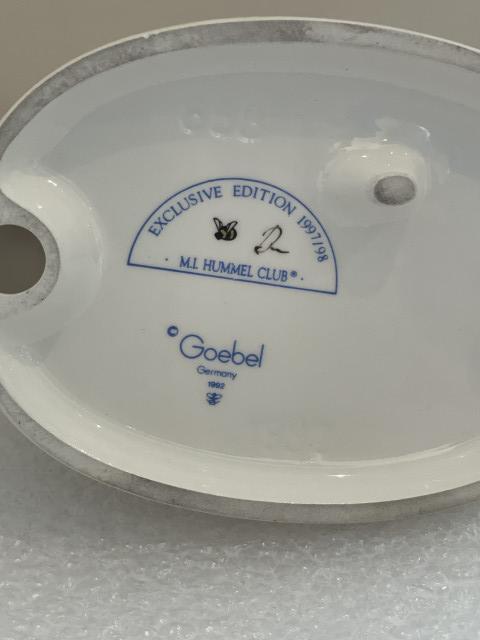 EXCLUSIVE EDITION 1997/98
· M.I. HUMMEL CLUB® ·
© Goebel
Germany
1992